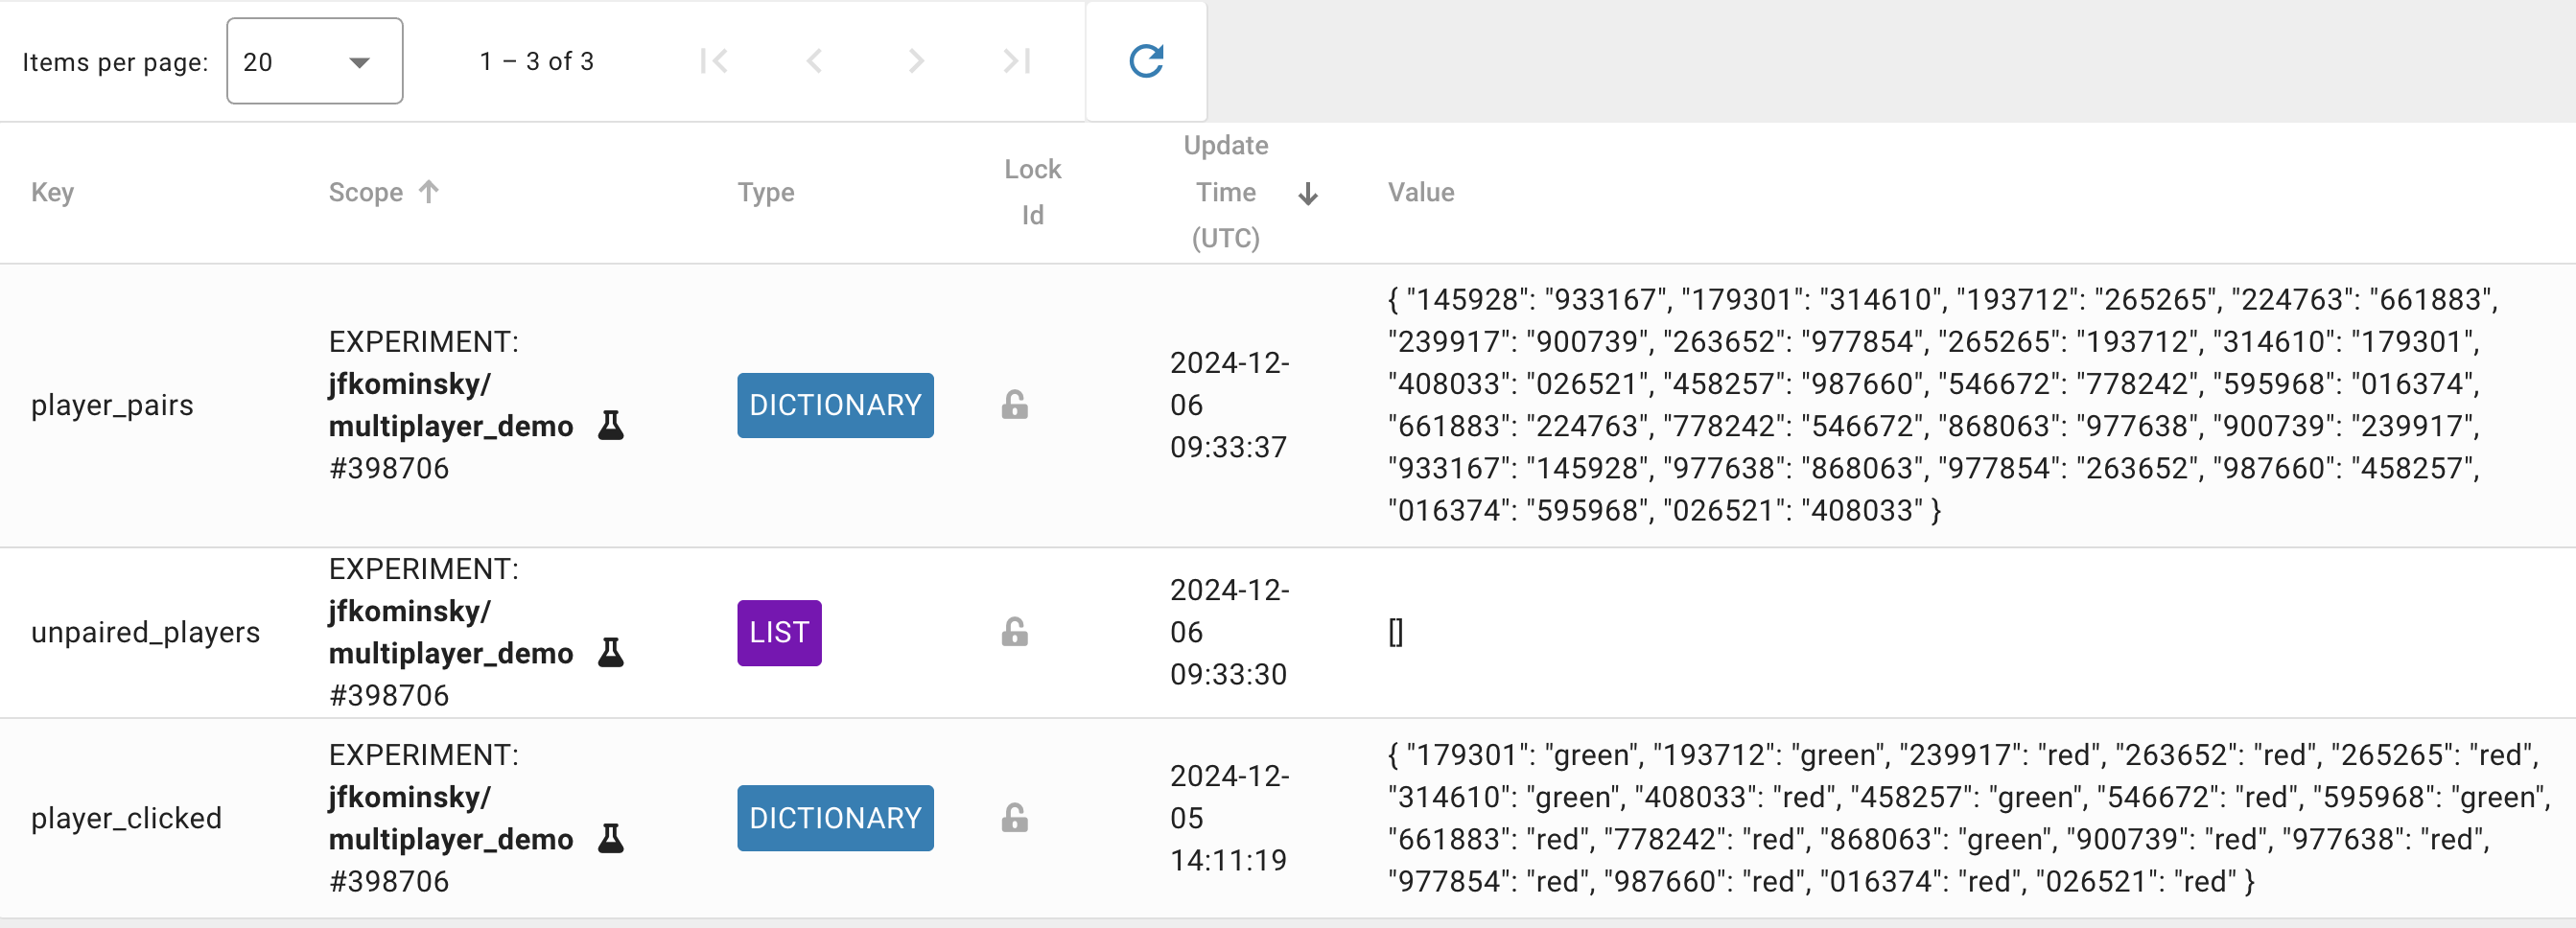 Items per page: 20 1 – 3 of 3
Key Scope Type Lock Id Update Time (UTC) Value
player_pairs
EXPERIMENT:
jfkominsky/
multiplayer_demo
#398706
DICTIONARY
2024-12-
06
09:33:37
{ "145928": "933167", "179301": "314610", "193712": "265265", "224763": "661883",
"239917": "900739", "263652": "977854", "265265": "193712", "314610": "179301",
"408033": "026521", "458257": "987660", "546672": "778242", "595968": "016374",
"661883": "224763", "778242": "546672", "868063": "977638", "900739": "239917",
"933167": "145928", "977638": "868063", "977854": "263652", "987660": "458257",
"016374": "595968", "026521": "408033" }
unpaired_players
EXPERIMENT:
jfkominsky/
multiplayer_demo
#398706
LIST
2024-12-
06
09:33:30
[]
player_clicked
EXPERIMENT:
jfkominsky/
multiplayer_demo
#398706
DICTIONARY
2024-12-
05
14:11:19
{ "179301": "green", "193712": "green", "239917": "red", "263652": "red", "265265": "red",
"314610": "green", "408033": "red", "458257": "green", "546672": "red", "595968": "green",
"661883": "red", "778242": "red", "868063": "green", "900739": "red", "977638": "red",
"977854": "red", "987660": "red", "016374": "red", "026521": "red" }